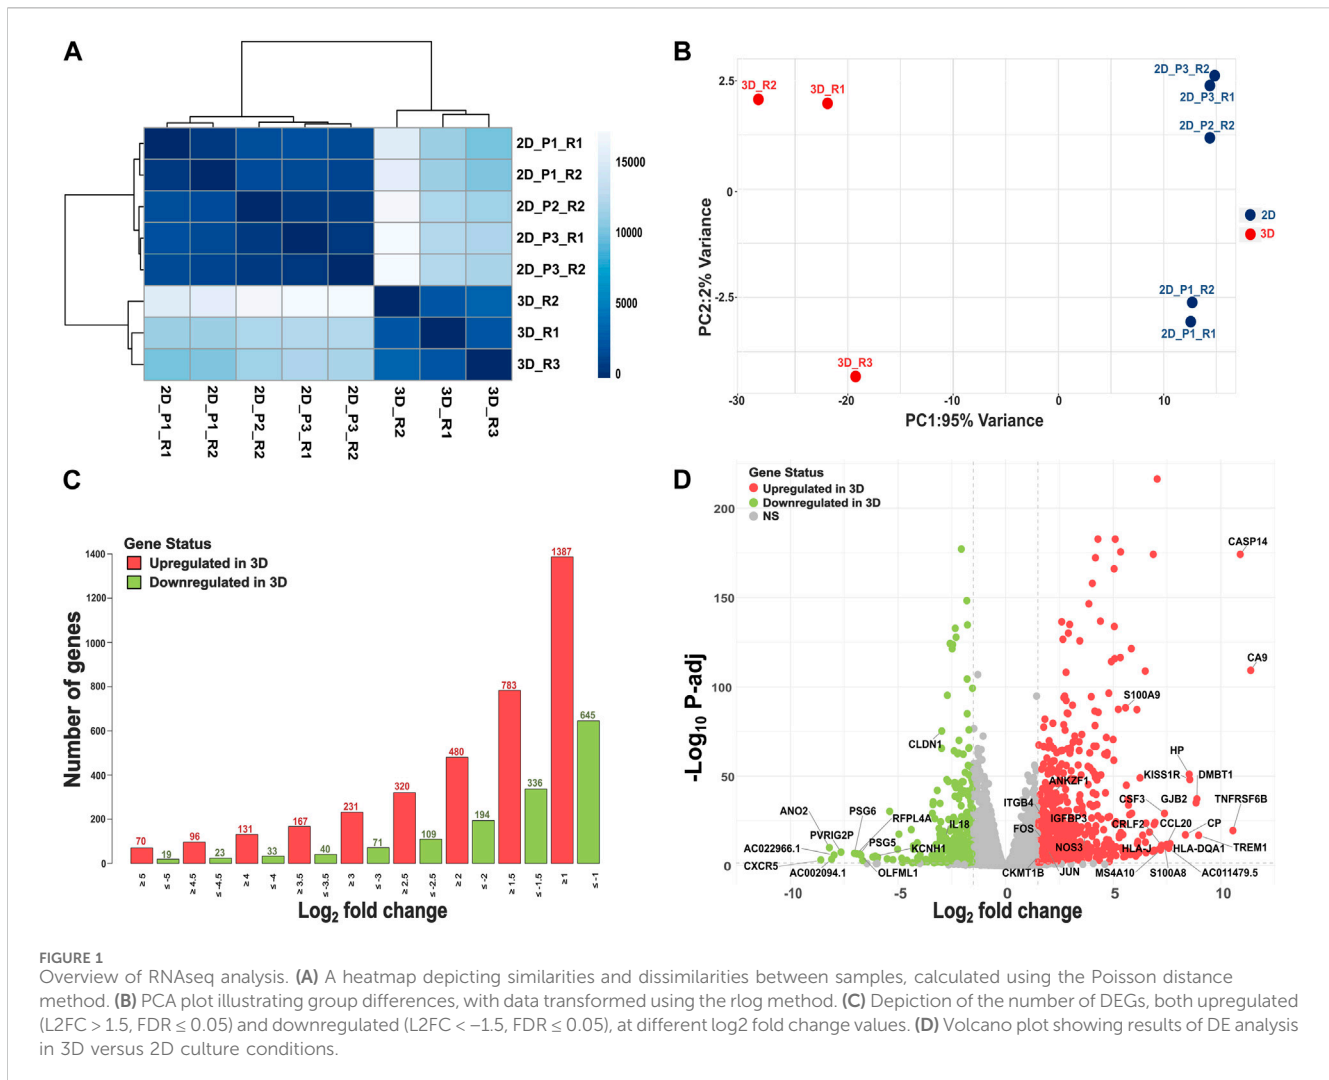 A
2D_P1_R1
2D_P1_R2
2D_P2_R2
2D_P3_R1
2D_P3_R2
3D_R2
3D_R1
3D_R3
15000
10000
5000
0
2D_P1_R1
2D_P1_R2
2D_P2_R2
2D_P3_R1
2D_P3_R2
3D_R2
3D_R1
3D_R3
B
PC2:2% Variance
2.5
0
-2.5
3D_R2
3D_R1
3D_R3
2D_P3_R2
2D_P3_R1
2D_P2_R2
2D_P1_R2
2D_P1_R1
2D
3D
-30
-20
-10
0
10
PC1:95% Variance
C
Gene Status
Upregulated in 3D
Downregulated in 3D
Number of genes
1400
1200
1000
800
600
400
200
0
70
19
96
23
131
33
167
40
231
71
320
109
480
194
783
336
1387
645
≥ 5
≤ -5
≥ 4.5
≤ -4.5
≥ 4
≤ -4
≥ 3.5
≤ -3.5
≥ 3
≤ -3
≥ 2.5
≤ -2.5
≥ 2
≤ -2
≥ 1.5
≤ -1.5
≥ 1
≤ -1
Log2 fold change
D
Gene Status
Upregulated in 3D
Downregulated in 3D
NS
-Log10 P-adj
200
150
100
50
0
CASP14
CA9
S100A9
CLDN1
HP
ANKZF1
KISS1R
DMBT1
ITGB4
CSF3
GJB2
TNFRSF6B
ANO2
PSG6
RFPL4A
IL18
FOS
IGFBP3
CRLF2
CCL20
CP
PVRIG2P
PSG5
KCNH1
NOS3
HLA-J
HLA-DQA1
TREM1
AC022966.1
CXCR5
AC002094.1
OLFML1
CKMT1B
JUN
MS4A10
S100A8
AC011479.5
-10
-5
0
5
10
Log2 fold change
FIGURE 1
Overview of RNAseq analysis. (A) A heatmap depicting similarities and dissimilarities between samples, calculated using the Poisson distance
method. (B) PCA plot illustrating group differences, with data transformed using the rlog method. (C) Depiction of the number of DEGs, both upregulated
(L2FC > 1.5, FDR ≤ 0.05) and downregulated (L2FC < −1.5, FDR ≤ 0.05), at different log2 fold change values. (D) Volcano plot showing results of DE analysis
in 3D versus 2D culture conditions.